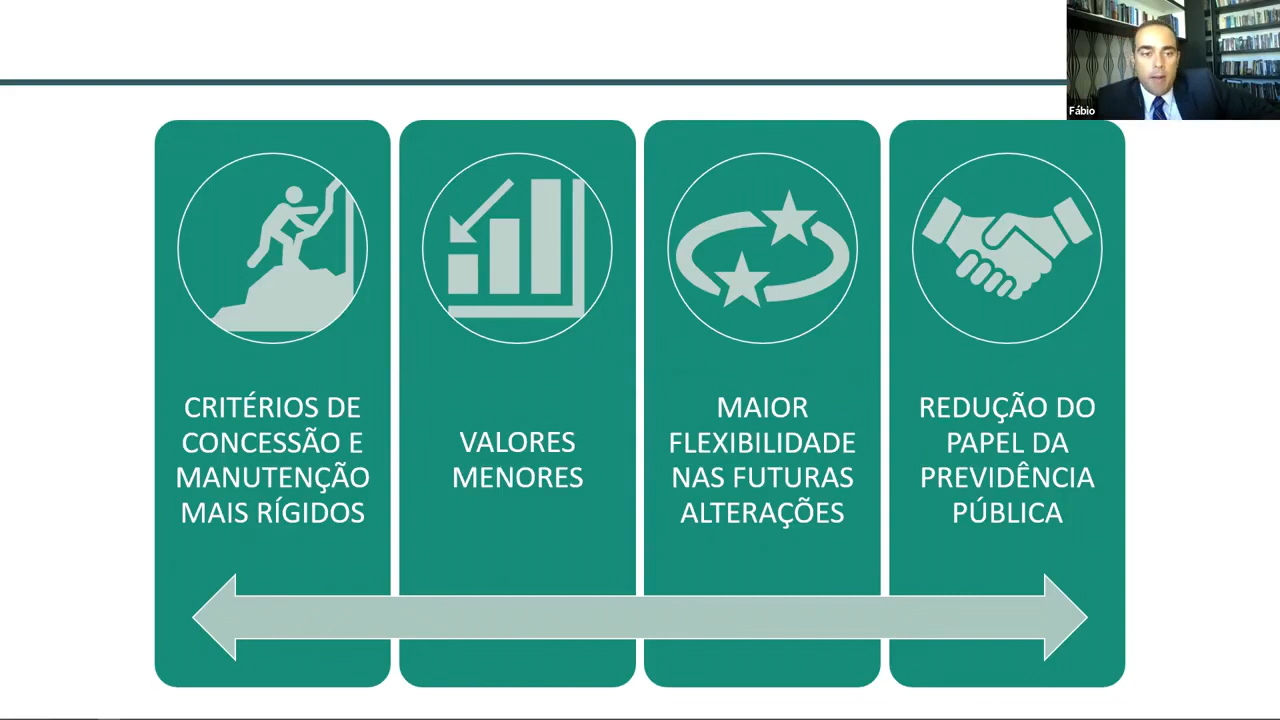 Fábio
CRITÉRIOS DE
CONCESSÃO E
MANUTENÇÃO
MAIS RÍGIDOS
VALORES
MENORES
MAIOR
FLEXIBILIDADE
NAS FUTURAS
ALTERAÇÕES
REDUÇÃO DO
PAPEL DA
PREVIDÊNCIA
PÚBLICA